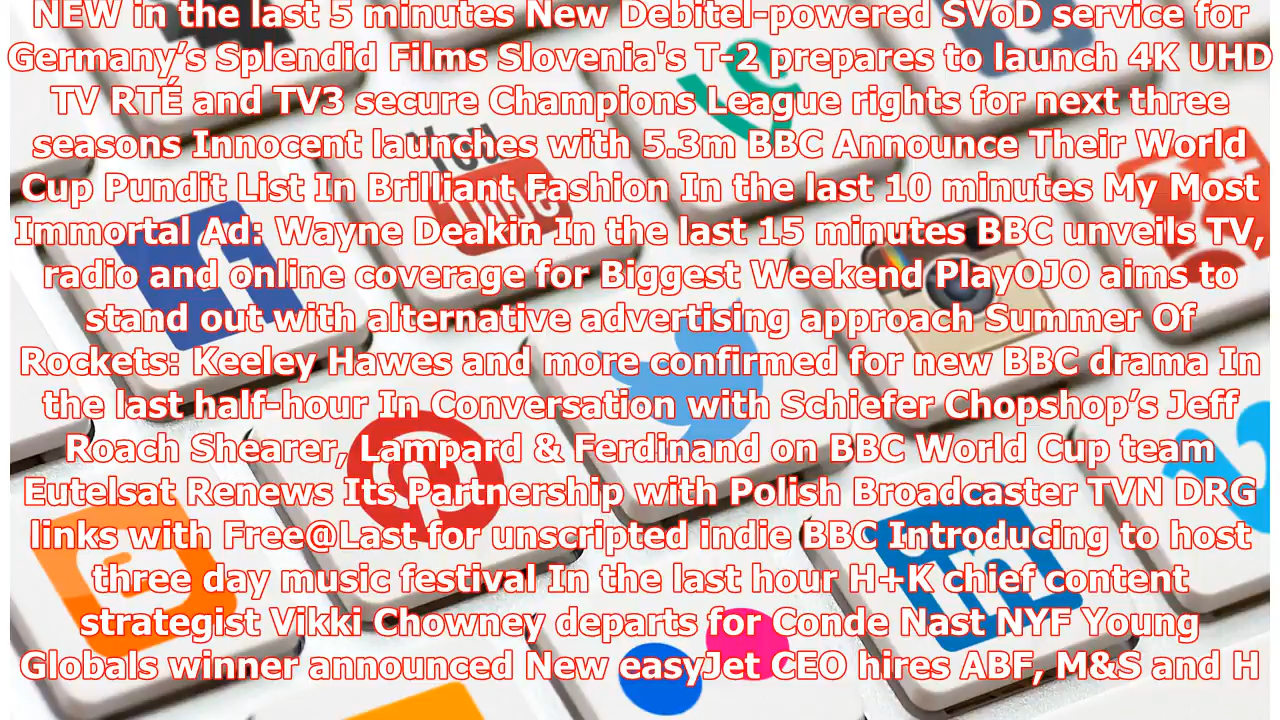 NEW in the last 5 minutes New Debitel-powered SVoD service for
Germany’s Splendid Films Slovenia's T-2 prepares to launch 4K UHD
TV RTÉ and TV3 secure Champions League rights for next three
seasons Innocent launches with 5.3m BBC Announce Their World
Cup Pundit List In Brilliant Fashion In the last 10 minutes My Most
Immortal Ad: Wayne Deakin In the last 15 minutes BBC unveils TV,
radio and online coverage for Biggest Weekend PlayOJO aims to
stand out with alternative advertising approach Summer Of
Rockets: Keeley Hawes and more confirmed for new BBC drama In
the last half-hour In Conversation with Schiefer Chopshop’s Jeff
Roach Shearer, Lampard & Ferdinand on BBC World Cup team
Eutelsat Renews Its Partnership with Polish Broadcaster TVN DRG
links with Free@Last for unscripted indie BBC Introducing to host
three day music festival In the last hour H+K chief content
strategist Vikki Chowney departs for Conde Nast NYF Young
Globals winner announced New easyJet CEO hires ABF, M&S and H
You
Tube
in